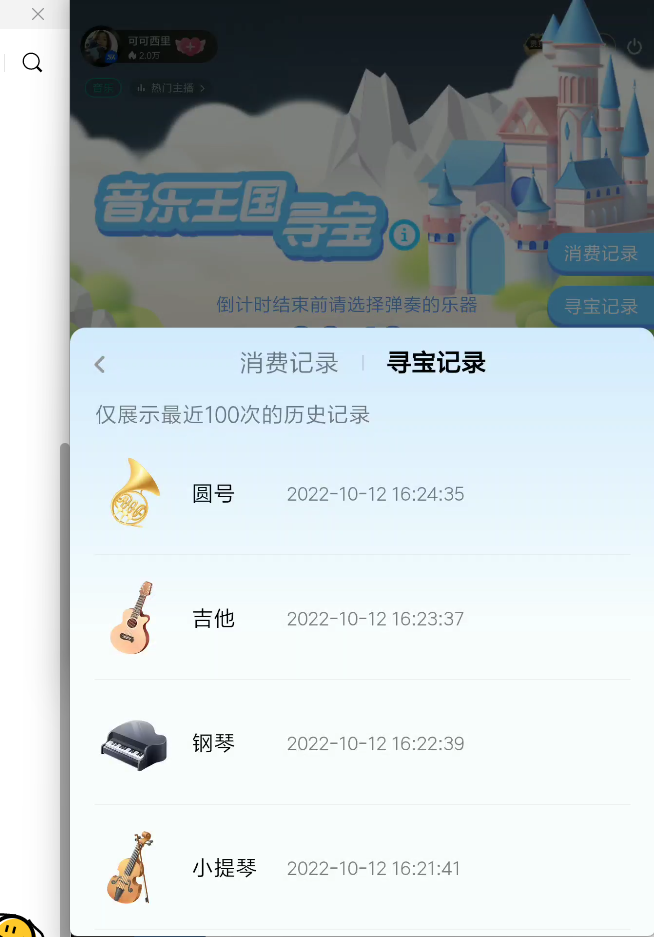 可可西里
2.0万
音乐
热门主播
音乐王国
寻宝
消费记录
寻宝记录
倒计时结束前请选择弹奏的乐器
消费记录
寻宝记录
仅展示最近100次的历史记录
圆号 2022-10-12 16:24:35
吉他 2022-10-12 16:23:37
钢琴 2022-10-12 16:22:39
小提琴 2022-10-12 16:21:41